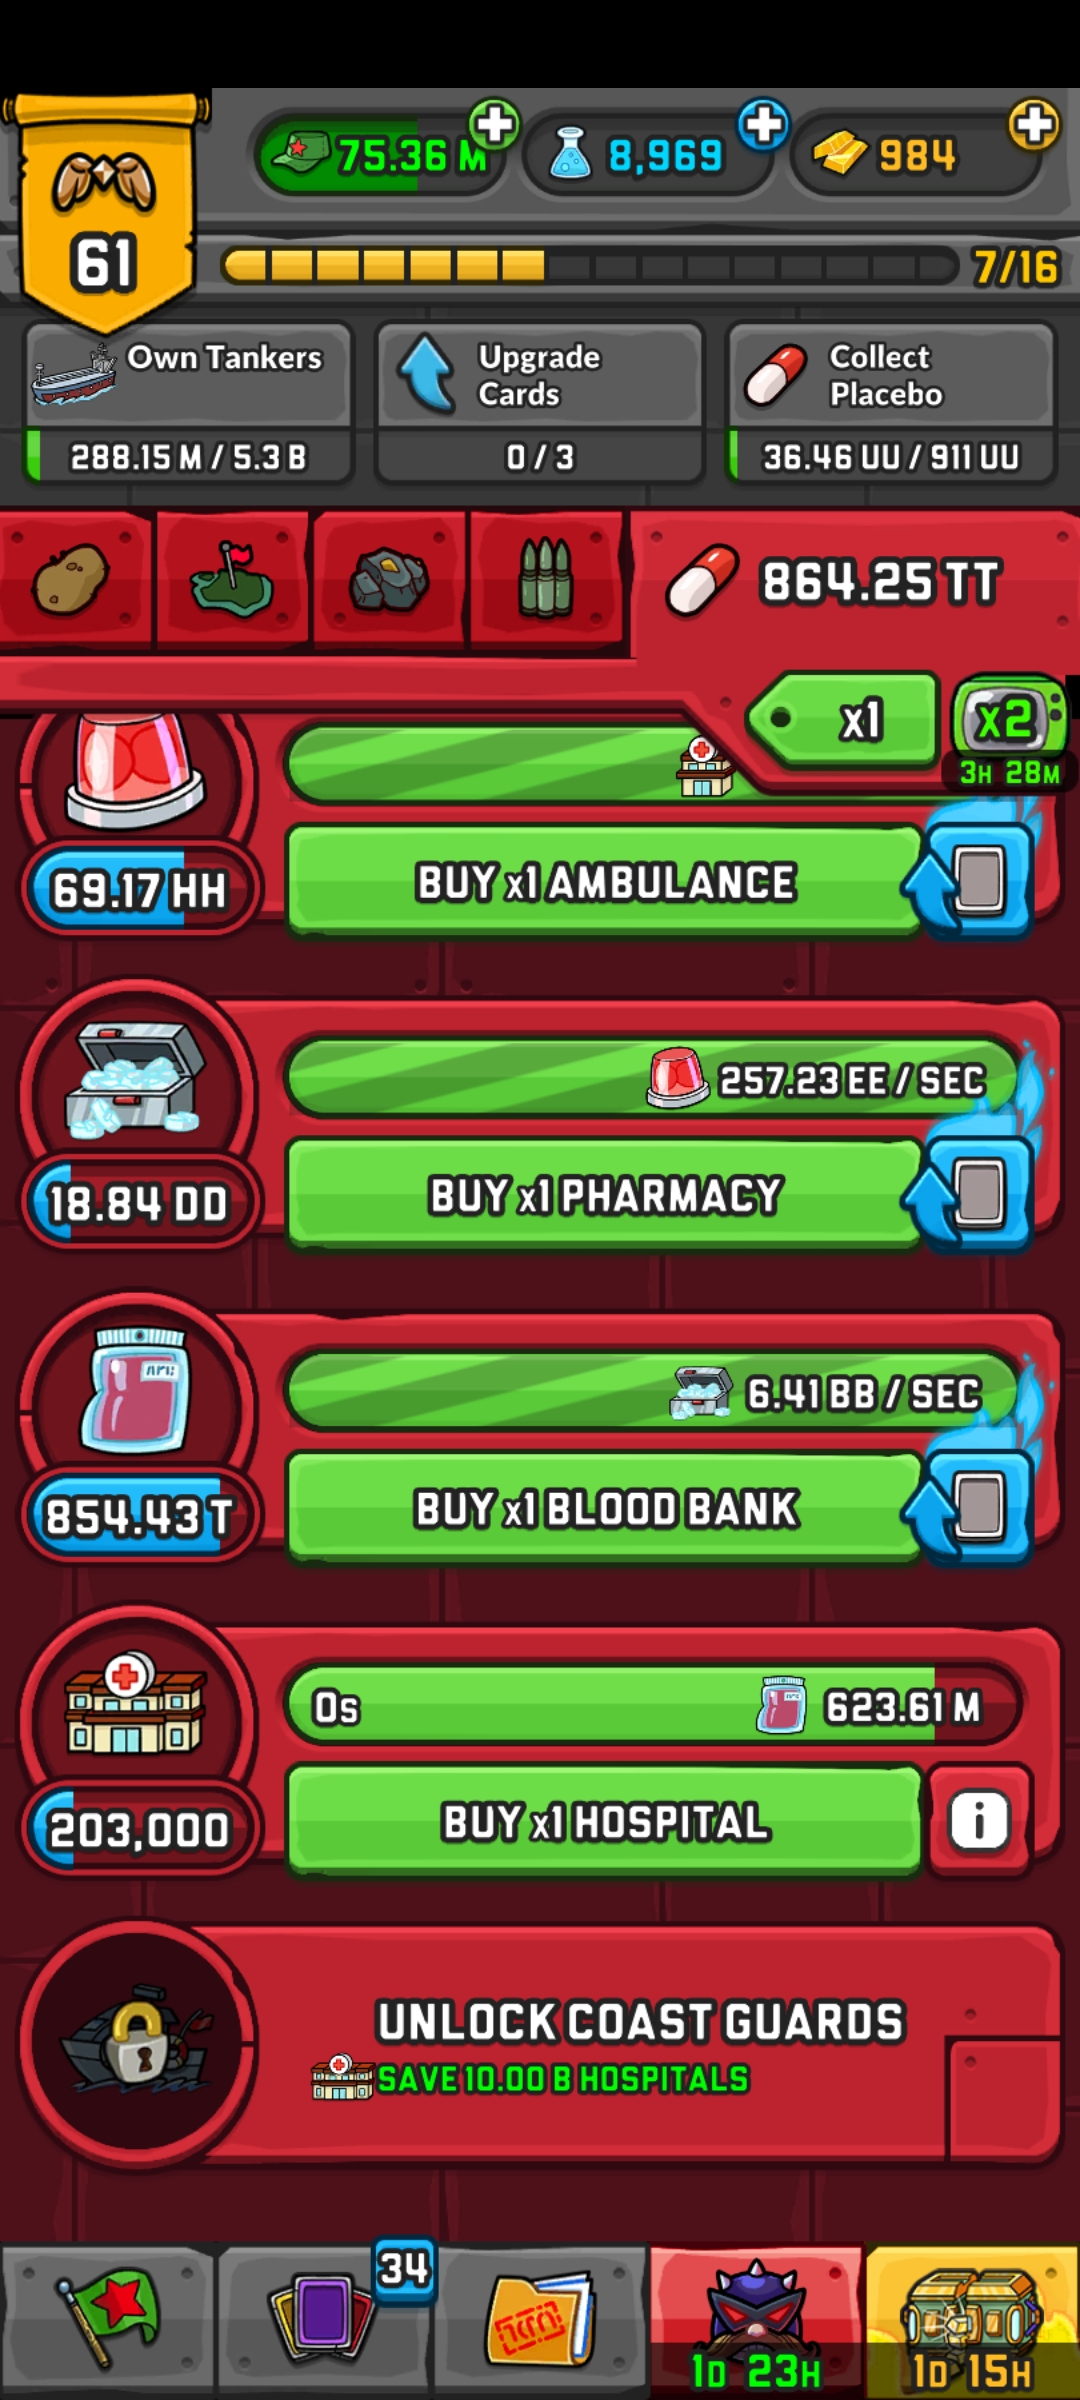 75.36 M
8,969
984
61
7/16
Own Tankers
288.15 M / 5.3 B
Upgrade
Cards
0 / 3
Collect
Placebo
36.46 UU / 911 UU
864.25 TT
x1
x2
3H 28M
69.17 HH
BUY x1 AMBULANCE
257.23 EE / SEC
18.84 DD
BUY x1 PHARMACY
6.41 BB / SEC
854.43 T
BUY x1 BLOOD BANK
0s
623.61 M
203,000
BUY x1 HOSPITAL
i
UNLOCK COAST GUARDS
SAVE 10.00 B HOSPITALS
34
1D 23H
1D 15H